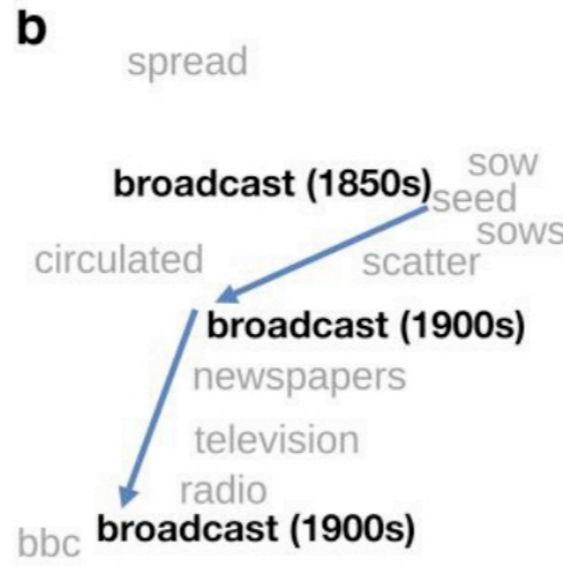 b
spread
broadcast (1850s)
sow
seed
sows
circulated
scatter
broadcast (1900s)
newspapers
television
radio
broadcast (1900s)
bbc